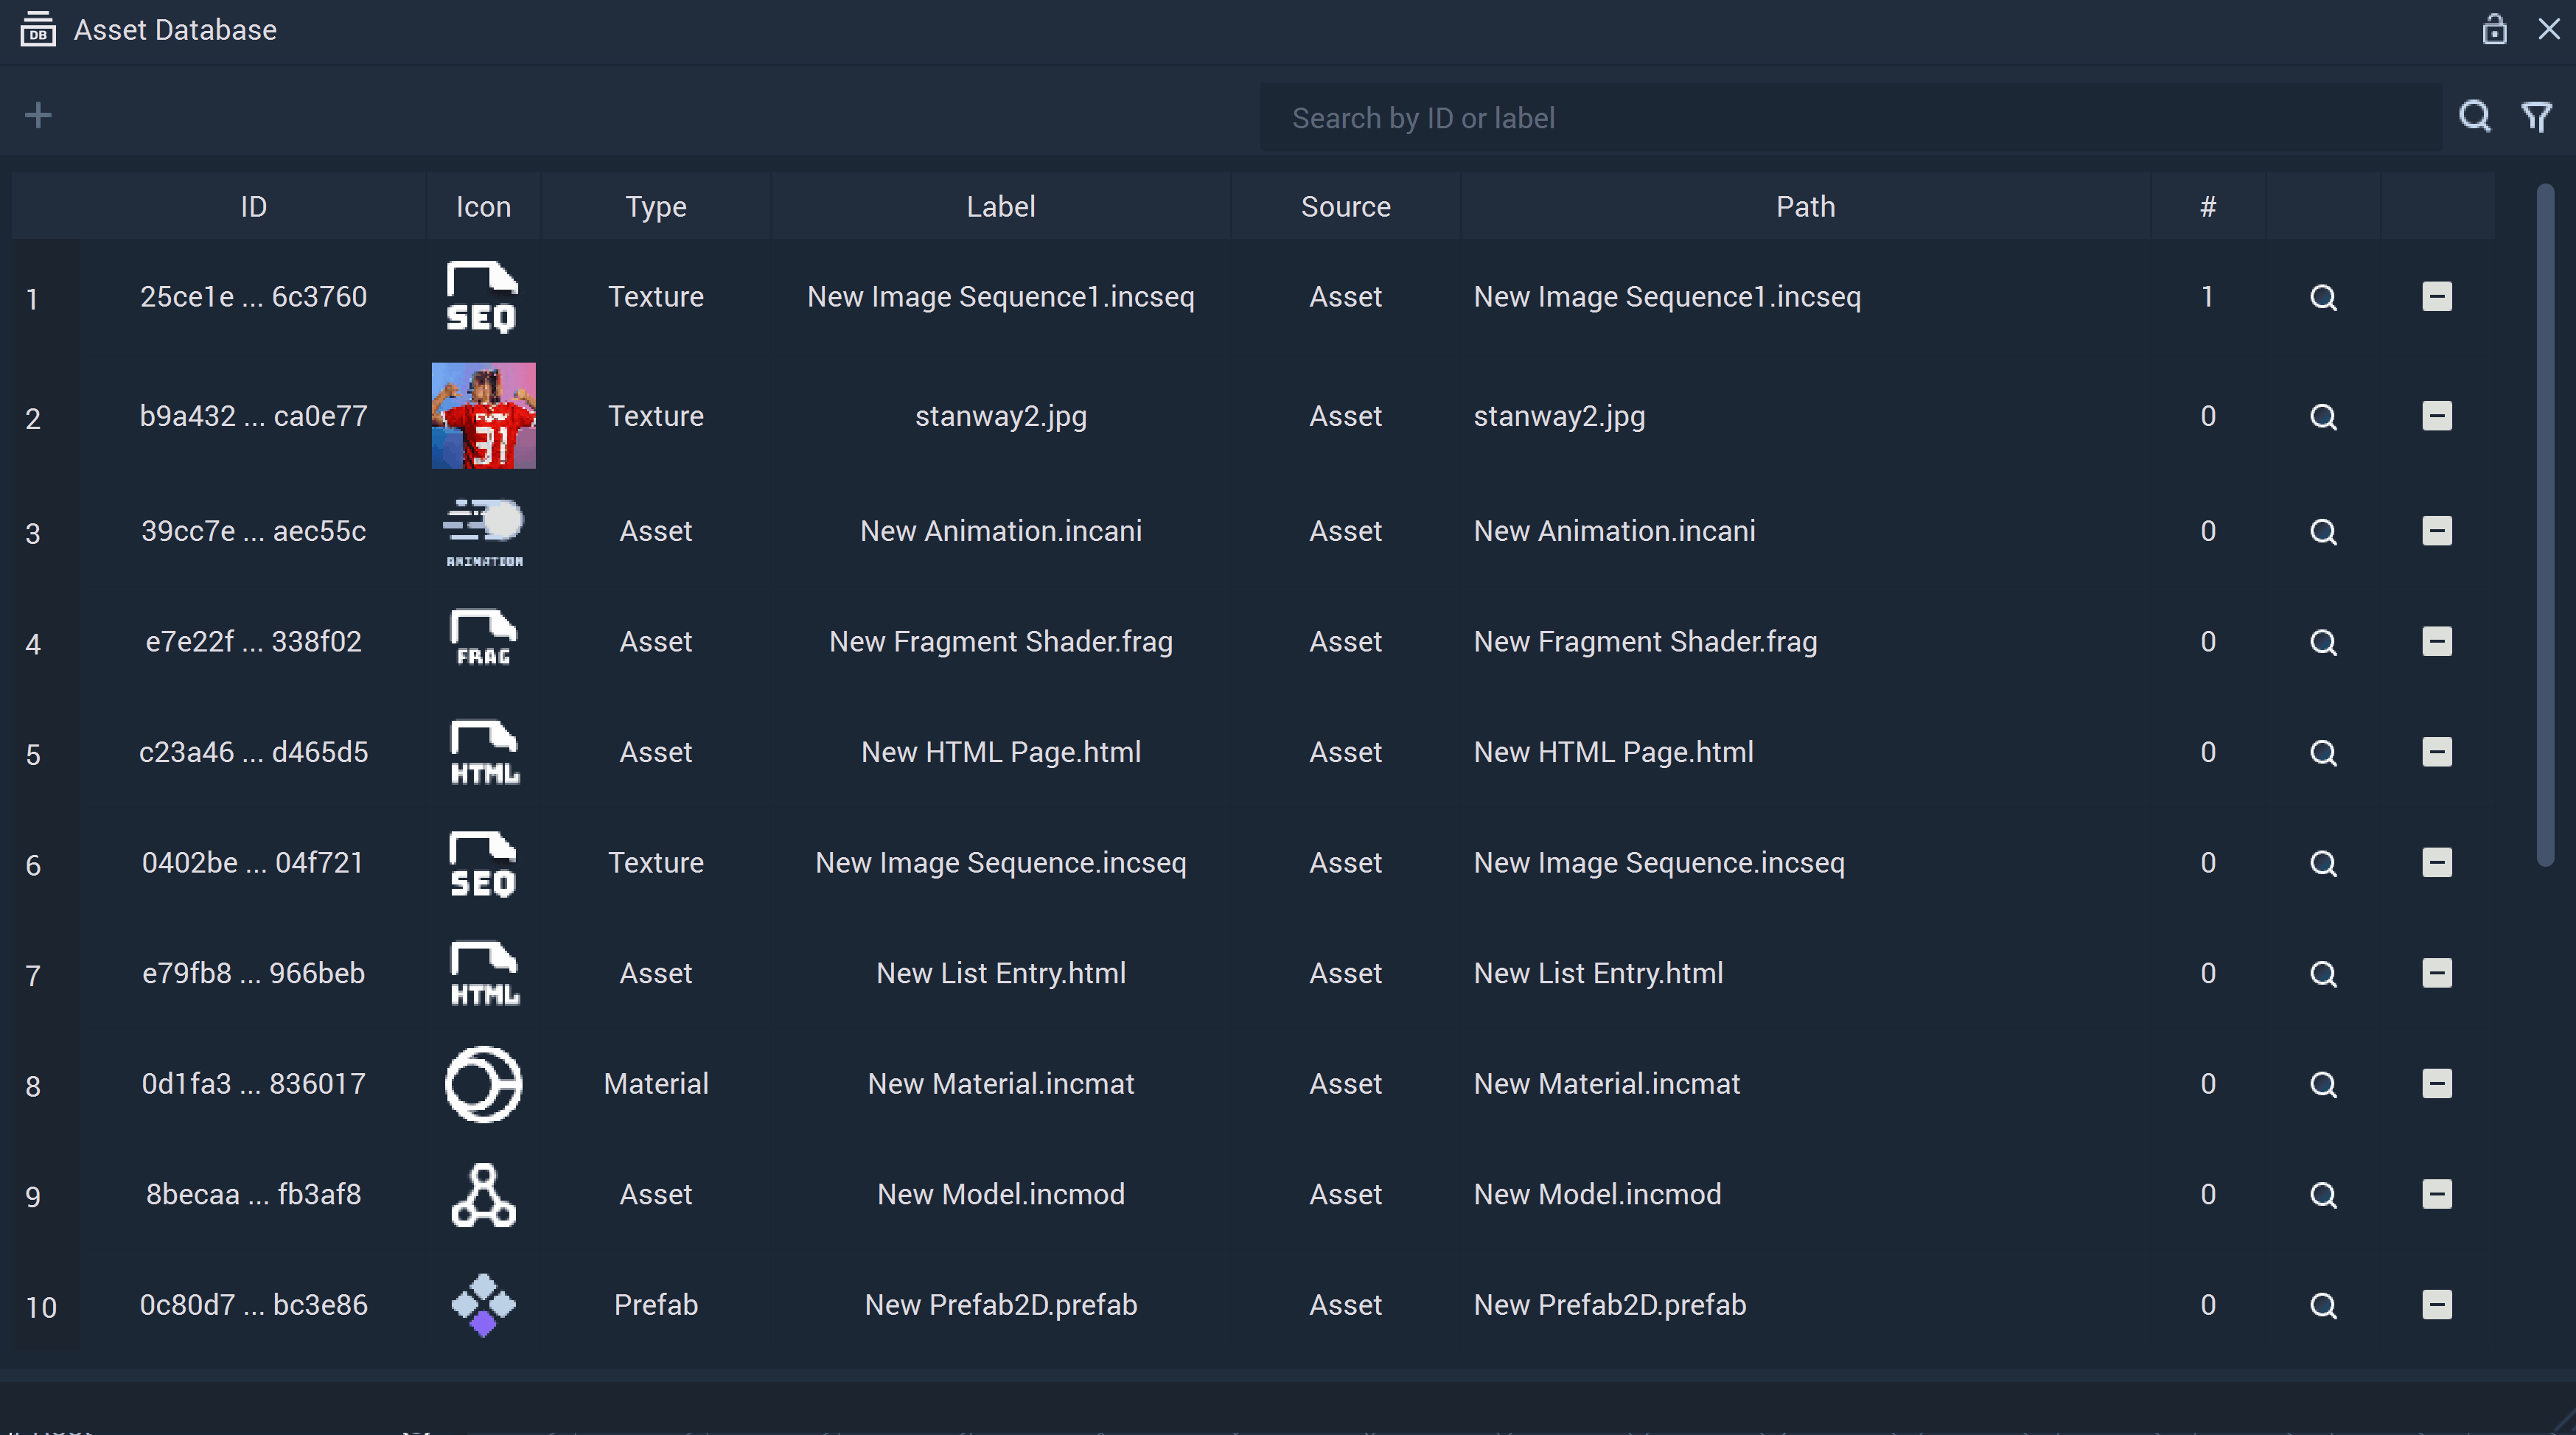 DB Asset Database
Search by ID or label
ID Icon Type Label Source Path #
1 25ce1e ... 6c3760 SEQ Texture New Image Sequence1.incseq Asset New Image Sequence1.incseq 1
2 b9a432 ... ca0e77 31 Texture stanway2.jpg Asset stanway2.jpg 0
3 39cc7e ... aec55c ANIMATION Asset New Animation.incani Asset New Animation.incani 0
4 e7e22f ... 338f02 FRAG Asset New Fragment Shader.frag Asset New Fragment Shader.frag 0
5 c23a46 ... d465d5 HTML Asset New HTML Page.html Asset New HTML Page.html 0
6 0402be ... 04f721 SEQ Texture New Image Sequence.incseq Asset New Image Sequence.incseq 0
7 e79fb8 ... 966beb HTML Asset New List Entry.html Asset New List Entry.html 0
8 0d1fa3 ... 836017 Material New Material.incmat Asset New Material.incmat 0
9 8becaa ... fb3af8 Asset New Model.incmod Asset New Model.incmod 0
10 0c80d7 ... bc3e86 Prefab New Prefab2D.prefab Asset New Prefab2D.prefab 0